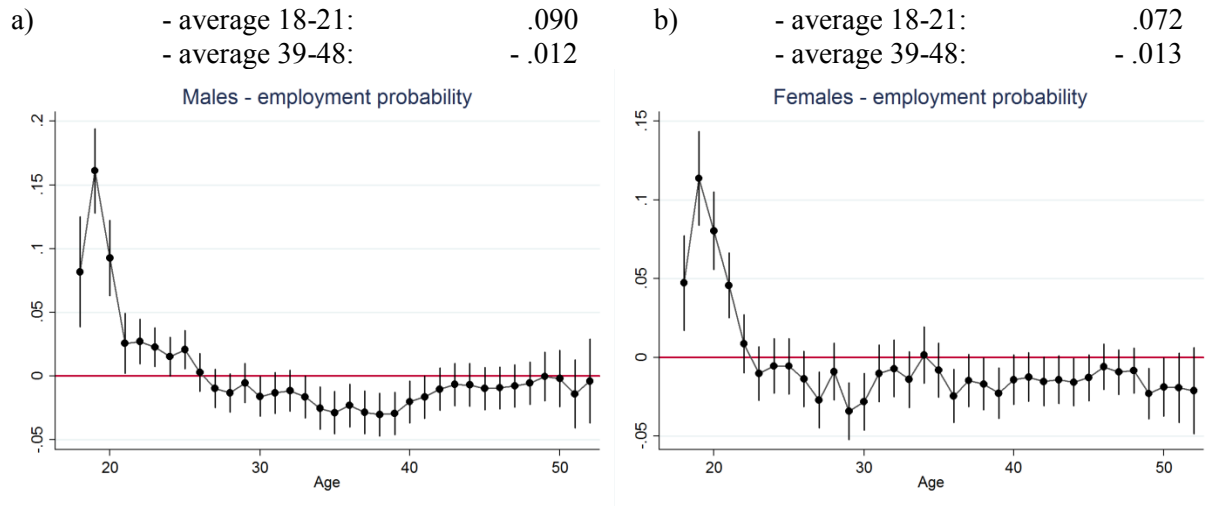 a) - average 18-21: .090
- average 39-48: - .012
Males - employment probability
.2
.15
.1
.05
0
-.05
20 30 40 50
Age
b) - average 18-21: .072
- average 39-48: - .013
Females - employment probability
.15
.1
.05
0
-.05
20 30 40 50
Age